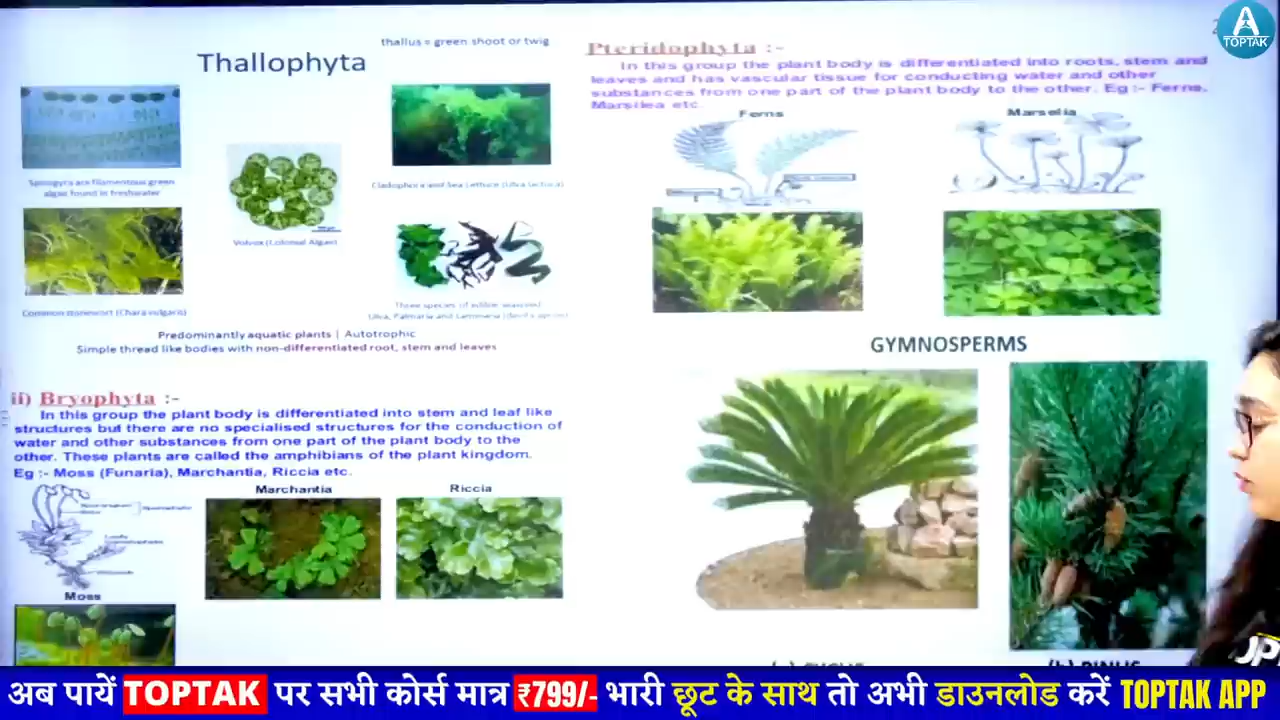 thallus = green shoot or twig
Thallophyta
Spirogyra are filamentous green
algae found in freshwater
Cladophora and Sea Lettuce (Ulva lactuca)
Volvox (Colonial Algae)
Common stonewort (Chara vulgaris)
Three species of edible
Ulva, Palmaria and Laminaria (devil's apron)
Predominantly aquatic plants | Autotrophic
Simple thread like bodies with non-differentiated root, stem and leaves
ii) Bryophyta :-
In this group the plant body is differentiated into stem and leaf like
structures but there are no specialised structures for the conduction of
water and other substances from one part of the plant body to the
other. These plants are called the amphibians of the plant kingdom.
Eg :- Moss (Funaria), Marchantia, Riccia etc.
Marchantia
Riccia
Moss
Pteridophyta :-
In this group the plant body is differentiated into roots, stem and
leaves and has vascular tissue for conducting water and other
substances from one part of the plant body to the other. Eg :- Ferns,
Marsilea etc.
Ferns
Marselia
GYMNOSPERMS
TOPTAK
JP
अब पायें TOPTAK पर सभी कोर्स मात्र ₹799/- भारी छूट के साथ तो अभी डाउनलोड करें TOPTAK APP